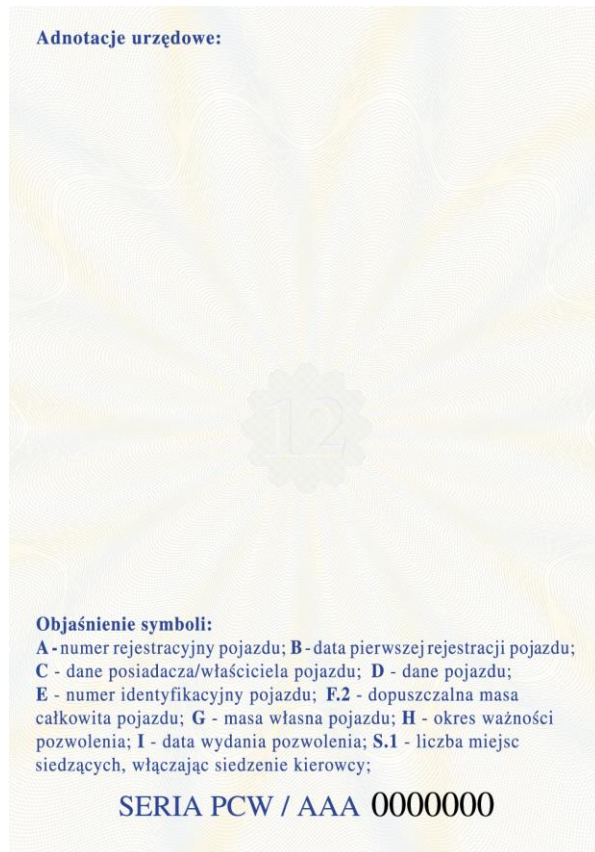 Adnotacje urzędowe:
12
Objaśnienie symboli:
A - numer rejestracyjny pojazdu; B - data pierwszej rejestracji pojazdu;
C - dane posiadacza/właściciela pojazdu; D - dane pojazdu;
E - numer identyfikacyjny pojazdu; F.2 - dopuszczalna masa
całkowita pojazdu; G - masa własna pojazdu; H - okres ważności
pozwolenia; I - data wydania pozwolenia; S.1 - liczba miejsc
siedzących, włączając siedzenie kierowcy;
SERIA PCW / AAA 0000000